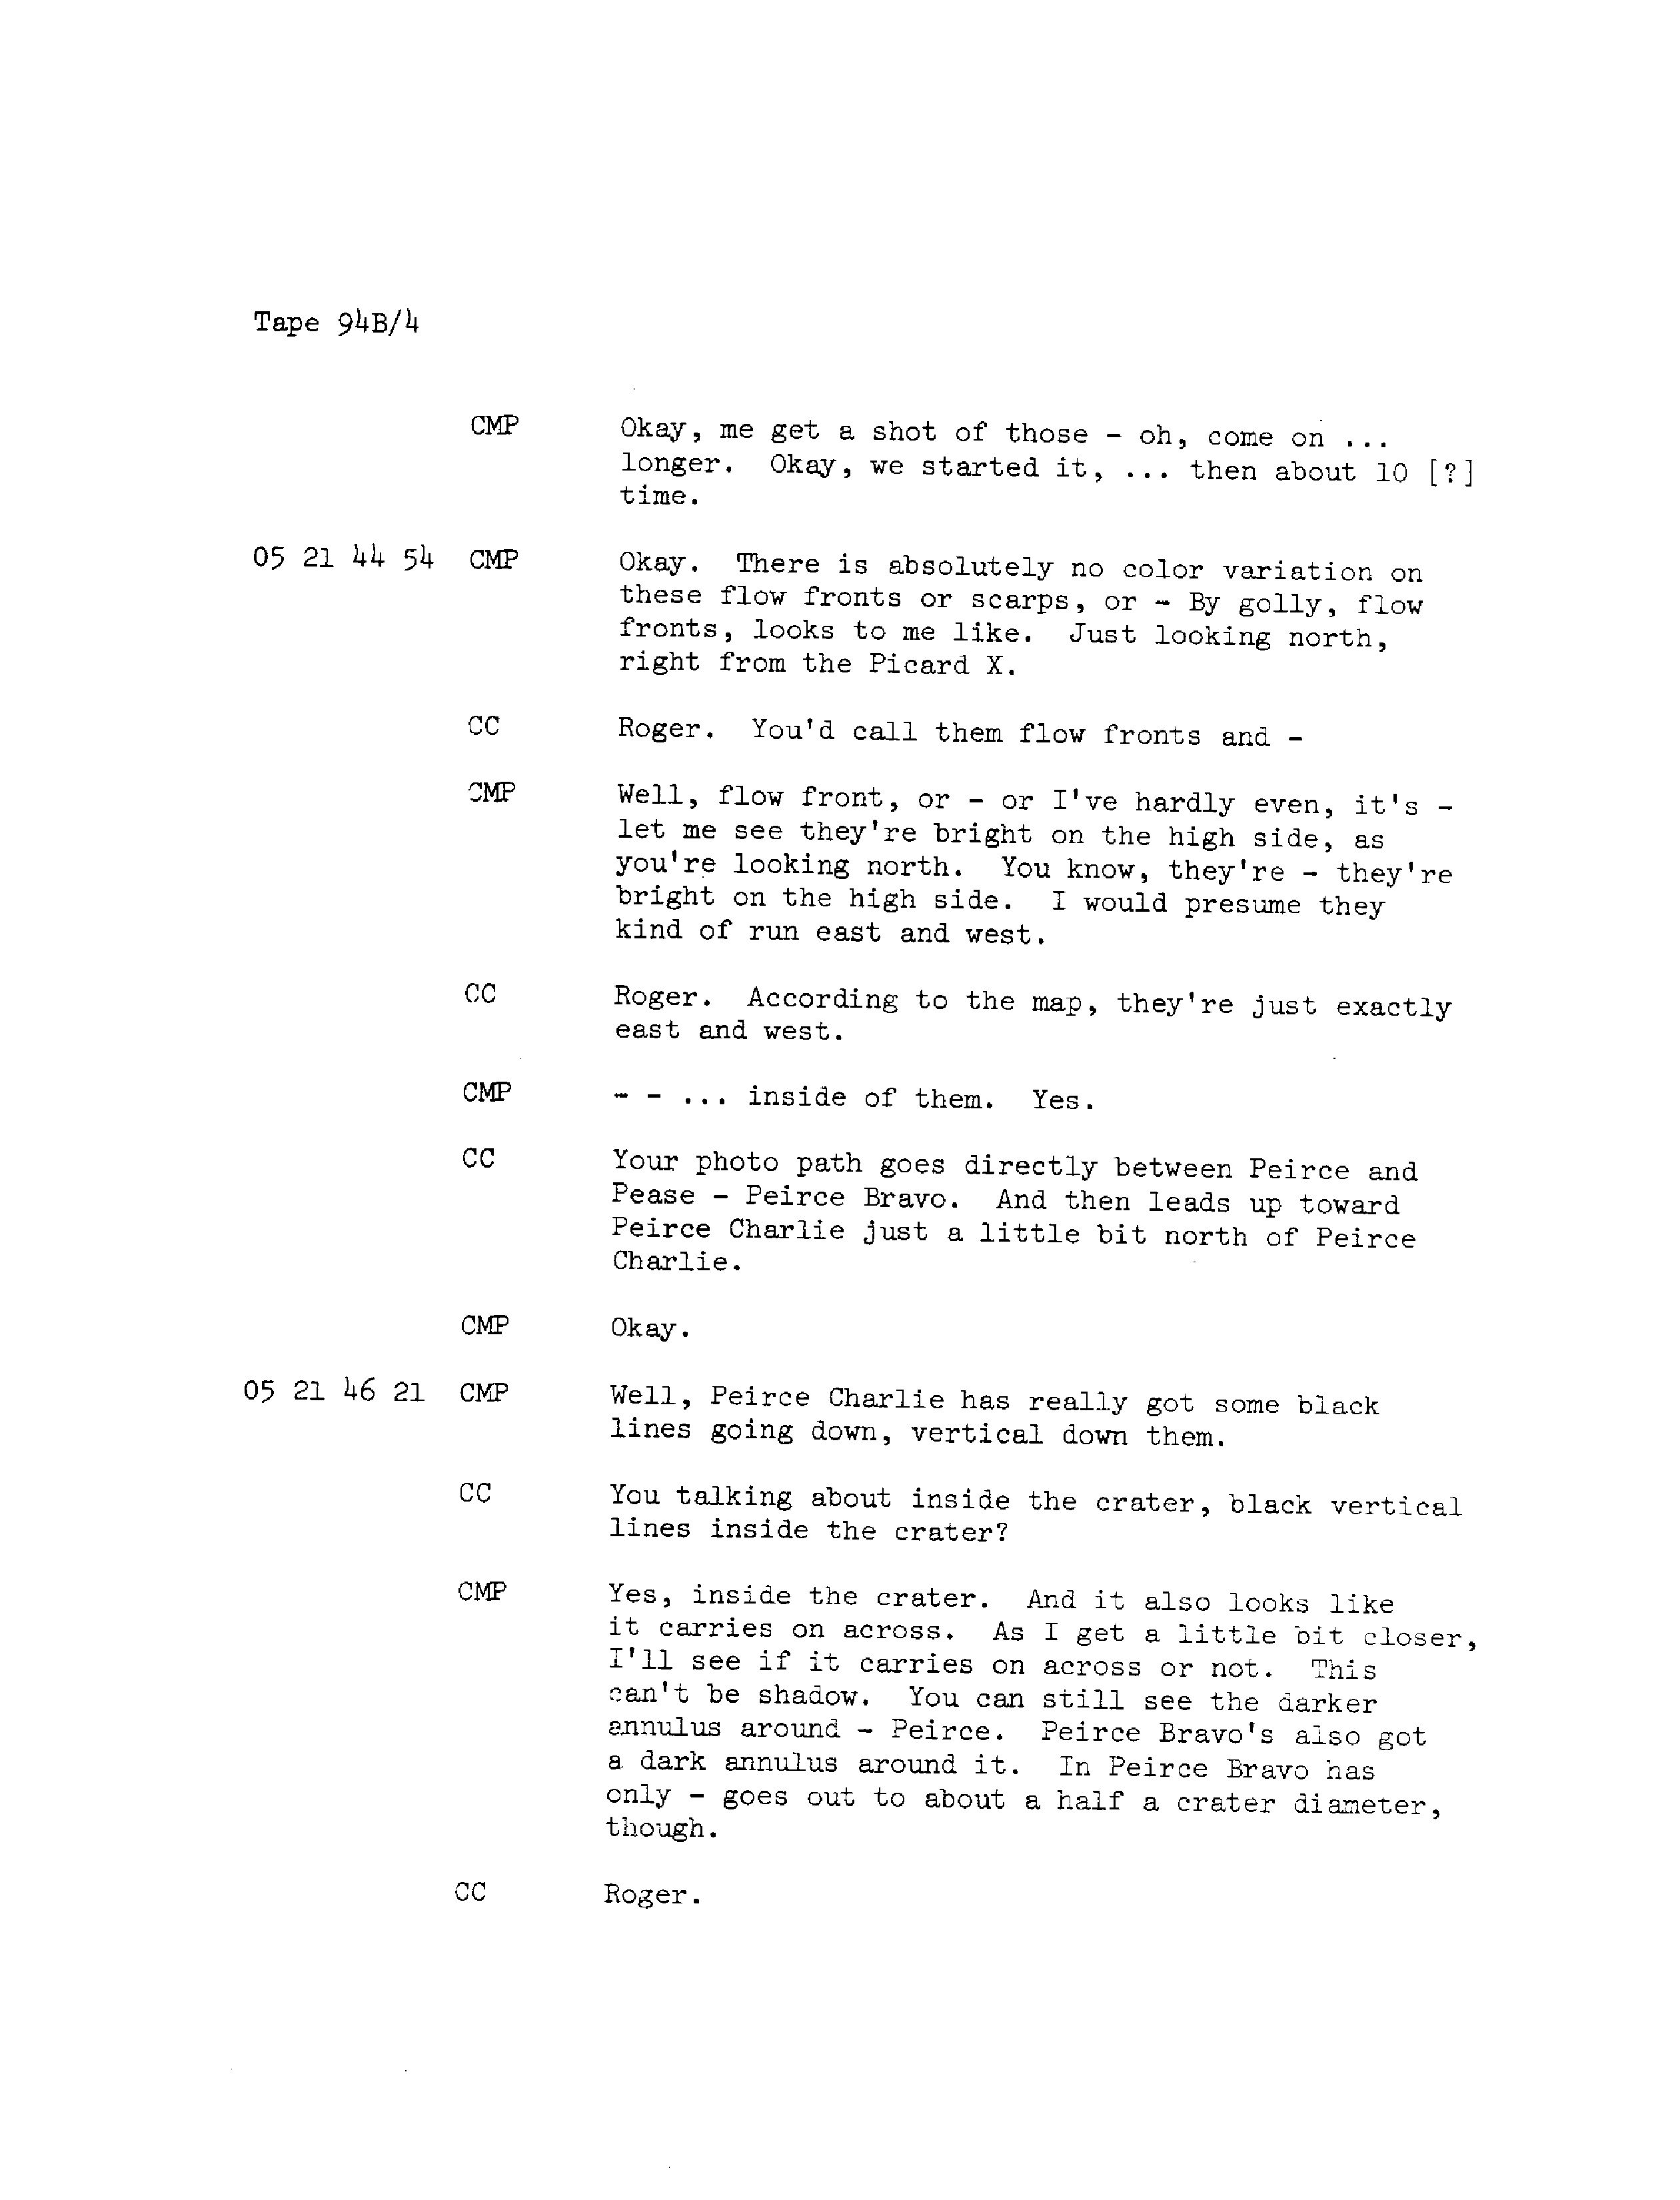 Tape 94B/4
CMP Okay, me get a shot of those - oh, come on ...
longer. Okay, we started it, ... then about 10 [?]
time.
05 21 44 54 CMP Okay. There is absolutely no color variation on
these flow fronts or scarps, or - By golly, flow
fronts, looks to me like. Just looking north,
right from the Picard X.
CC Roger. You'd call them flow fronts and -
CMP Well, flow front, or - or I've hardly even, it's -
let me see they're bright on the high side, as
you're looking north. You know, they're - they're
bright on the high side. I would presume they
kind of run east and west.
CC Roger. According to the map, they're just exactly
east and west.
CMP - - ... inside of them. Yes.
CC Your photo path goes directly between Peirce and
Pease - Peirce Bravo. And then leads up toward
Peirce Charlie just a little bit north of Peirce
Charlie.
CMP Okay.
05 21 46 21 CMP Well, Peirce Charlie has really got some black
lines going down, vertical down them.
CC You talking about inside the crater, black vertical
lines inside the crater?
CMP Yes, inside the crater. And it also looks like
it carries on across. As I get a little bit closer,
I'll see if it carries on across or not. This
can't be shadow. You can still see the darker
annulus around - Peirce. Peirce Bravo's also got
a dark annulus around it. In Peirce Bravo has
only - goes out to about a half a crater diameter,
though.
CC Roger.